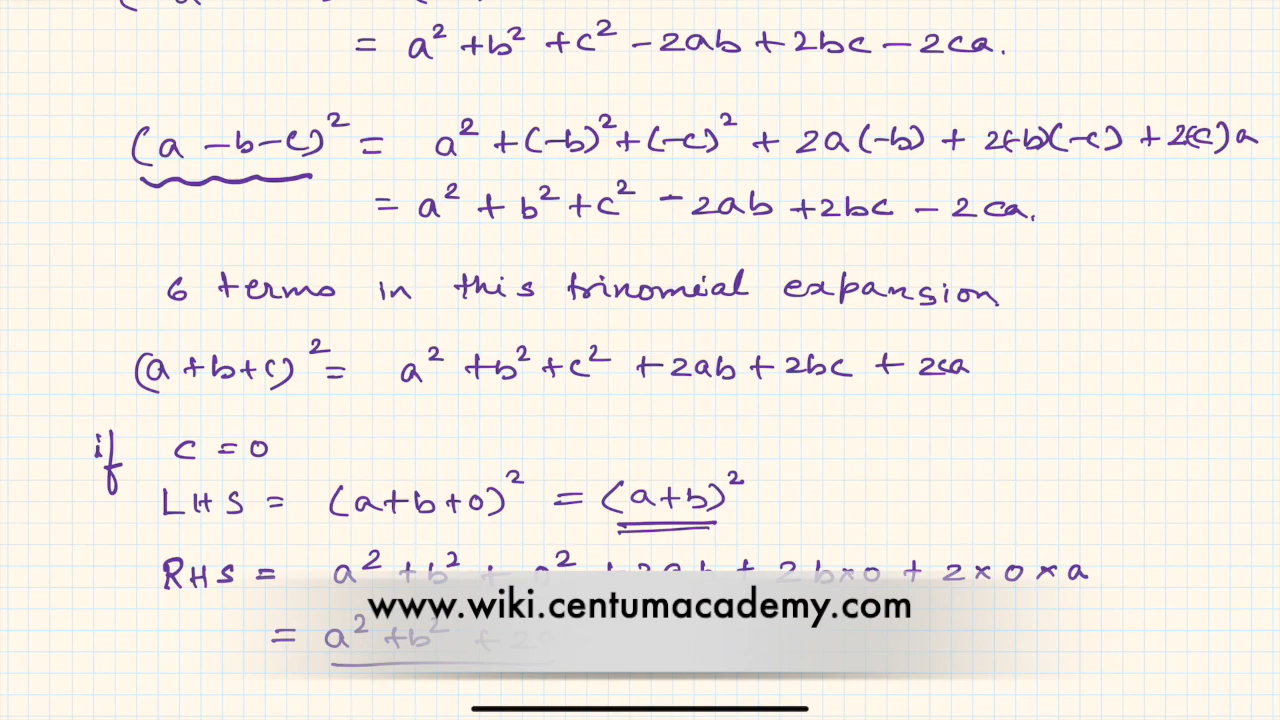 = a² + b² + c² - 2ab + 2bc - 2ca.
(a - b - c)² = a² + (-b)² + (-c)² + 2a(-b) + 2(-b)(-c) + 2(-c)a
= a² + b² + c² - 2ab + 2bc - 2ca.
6 terms in this trinomial expansion
(a + b + c)² = a² + b² + c² + 2ab + 2bc + 2ca
if c = 0
LHS = (a + b + 0)² = (a + b)²
RHS = a² + b² + 0² + 2ab + 2b×0 + 2×0×a
www.wiki.centumacademy.com
= a² + b² + 2a